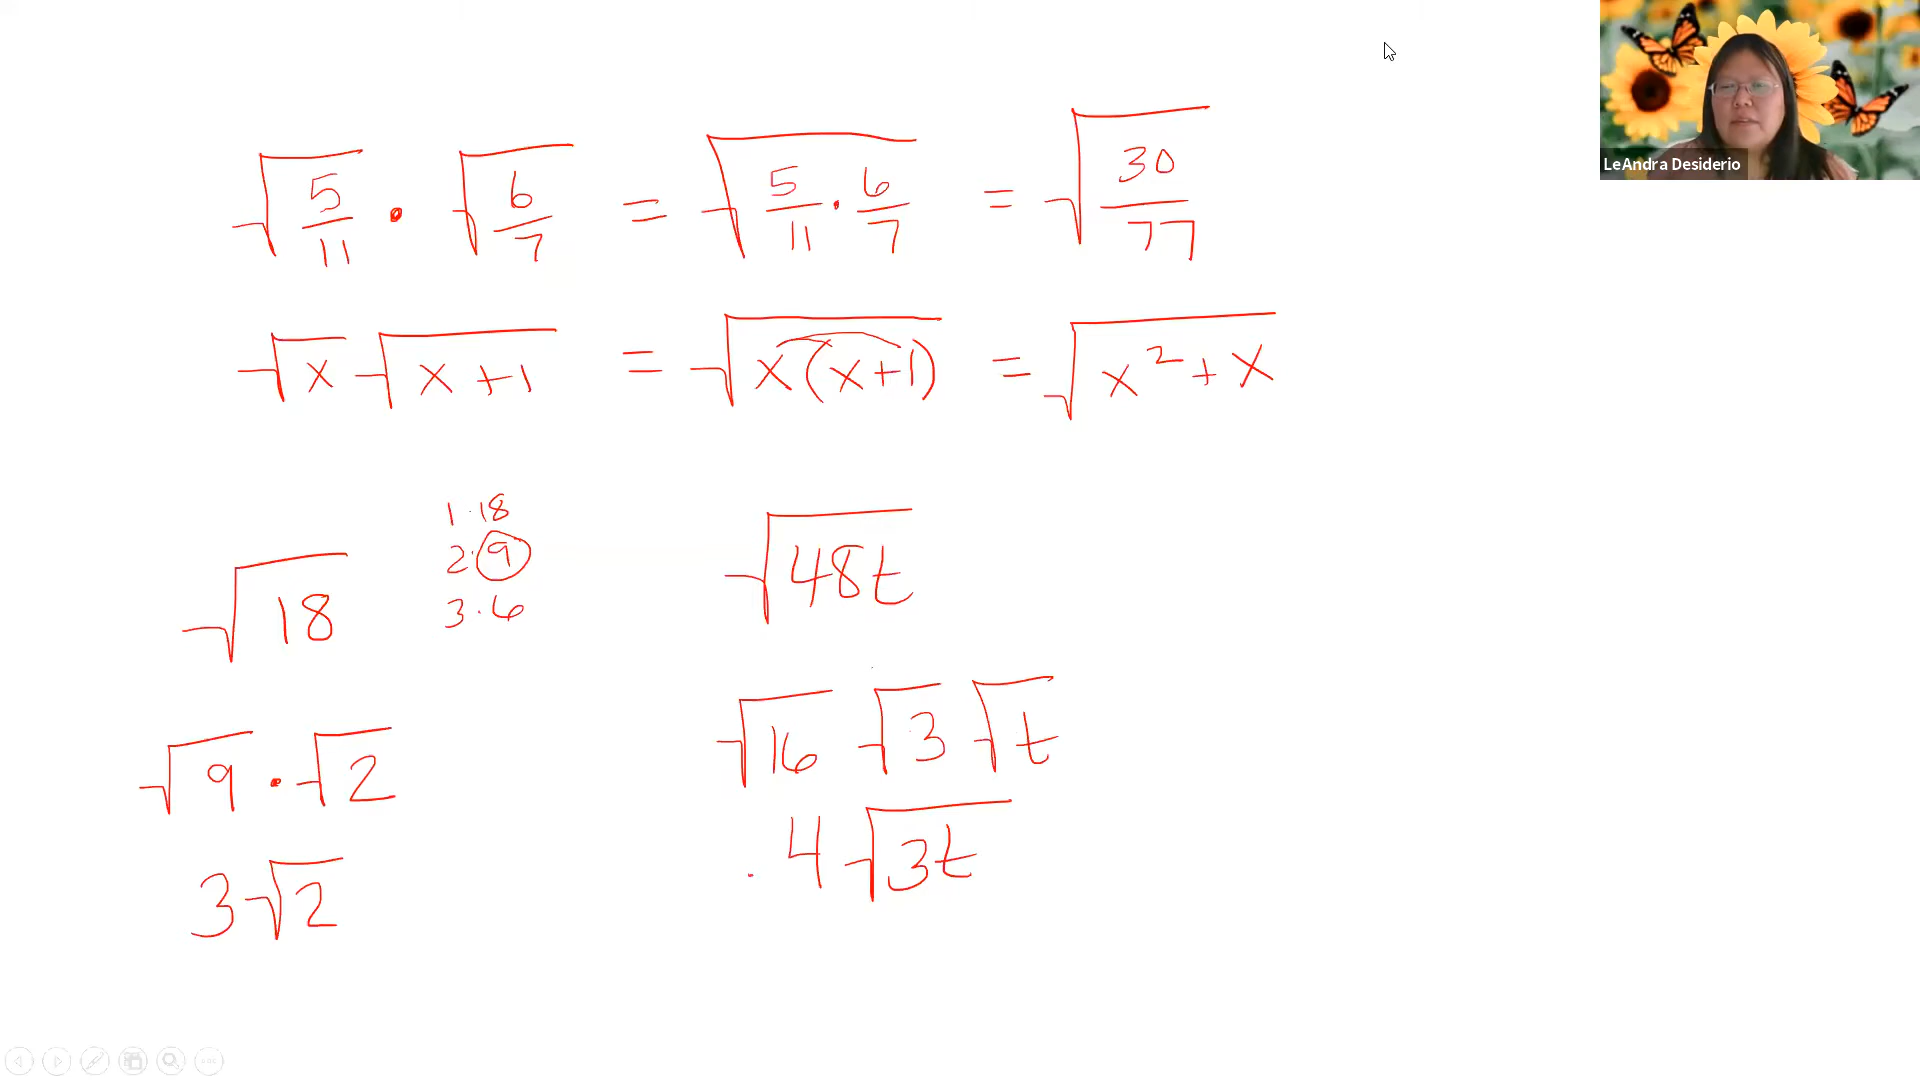 √(5/11) · √(6/7) = √(5/11 · 6/7) = √(30/77)
√x √(x+1) = √(x(x+1)) = √(x² + x)
√18
1·18
2·9
3·6
√9 · √2
3√2
√(48t)
√16 √3 √t
4√(3t)
LeAndra Desiderio